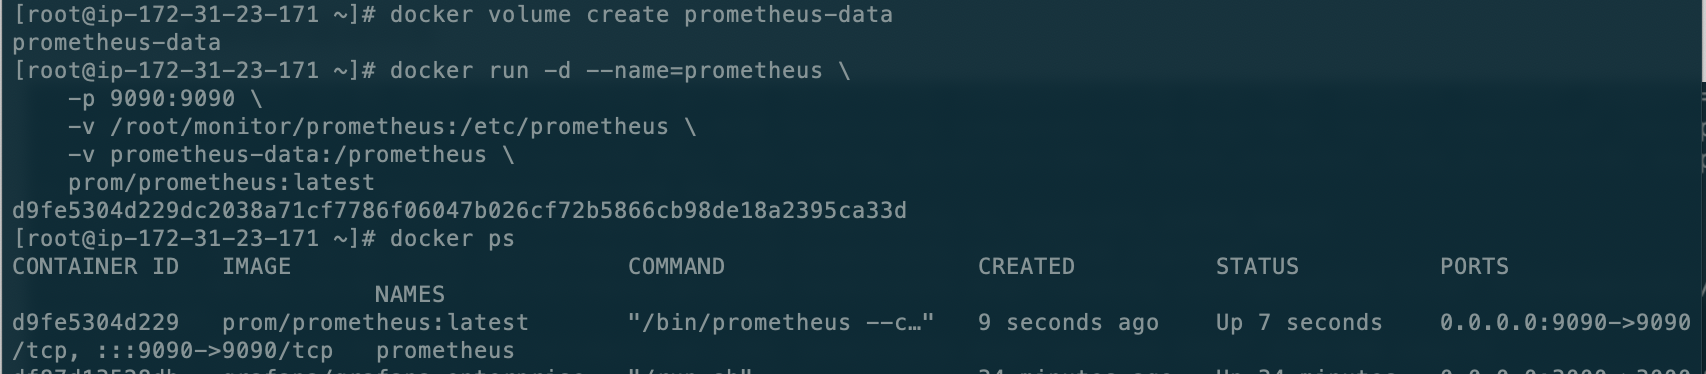 [root@ip-172-31-23-171 ~]# docker volume create prometheus-data
prometheus-data
[root@ip-172-31-23-171 ~]# docker run -d --name=prometheus \
    -p 9090:9090 \
    -v /root/monitor/prometheus:/etc/prometheus \
    -v prometheus-data:/prometheus \
    prom/prometheus:latest
d9fe5304d229dc2038a71cf7786f06047b026cf72b5866cb98de18a2395ca33d
[root@ip-172-31-23-171 ~]# docker ps
CONTAINER ID   IMAGE                        COMMAND                  CREATED          STATUS          PORTS
                          NAMES
d9fe5304d229   prom/prometheus:latest       "/bin/prometheus --c…"   9 seconds ago    Up 7 seconds    0.0.0.0:9090->9090
/tcp, :::9090->9090/tcp   prometheus